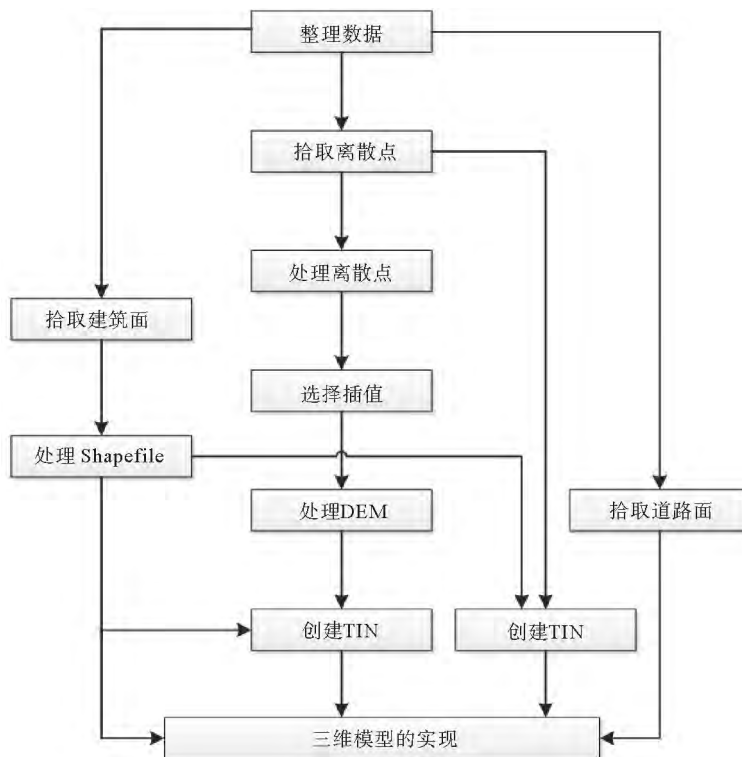 整理数据
拾取离散点
处理离散点
拾取建筑面
选择插值
处理 Shapefile
处理DEM
拾取道路面
创建TIN
创建TIN
三维模型的实现